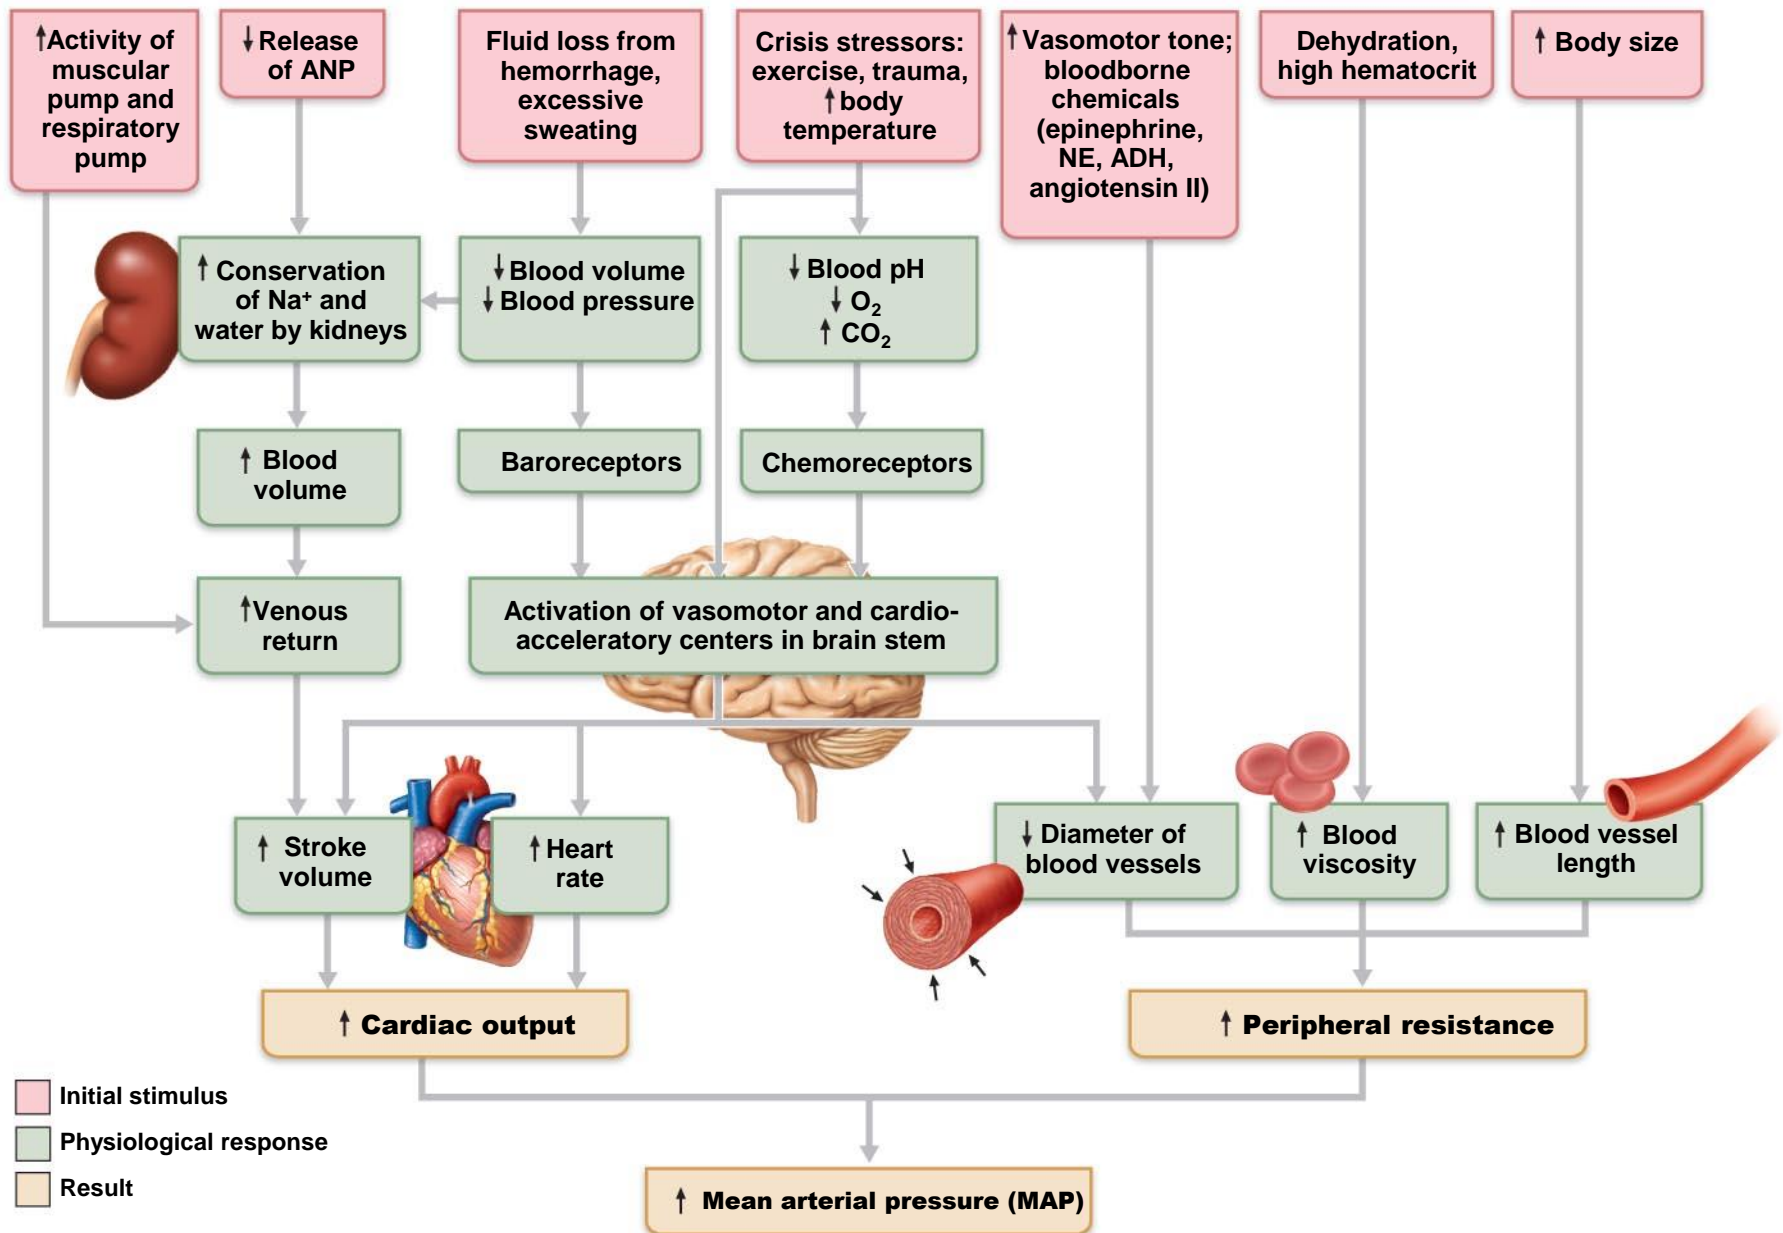 ↑Activity of
muscular
pump and
respiratory
pump
↓Release
of ANP
Fluid loss from
hemorrhage,
excessive
sweating
Crisis stressors:
exercise, trauma,
↑body
temperature
↑Vasomotor tone;
bloodborne
chemicals
(epinephrine,
NE, ADH,
angiotensin II)
Dehydration,
high hematocrit
↑ Body size
↑ Conservation
of Na⁺ and
water by kidneys
↓Blood volume
↓Blood pressure
↓Blood pH
↓ O₂
↑ CO₂
↑ Blood
volume
Baroreceptors
Chemoreceptors
↑Venous
return
Activation of vasomotor and cardio-
acceleratory centers in brain stem
↑ Stroke
volume
↑Heart
rate
↓ Diameter of
blood vessels
↑ Blood
viscosity
↑ Blood vessel
length
↑ Cardiac output
↑ Peripheral resistance
Initial stimulus
Physiological response
Result
↑ Mean arterial pressure (MAP)